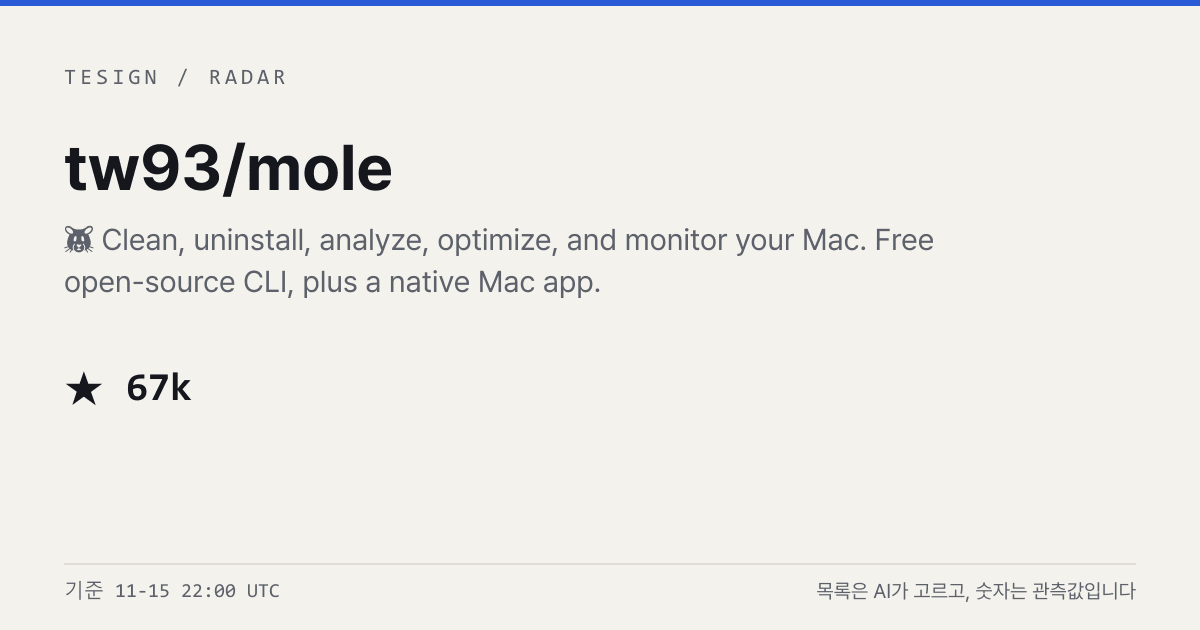 TESIGN / RADAR
tw93/mole
🐹 Clean, uninstall, analyze, optimize, and monitor your Mac. Free
open-source CLI, plus a native Mac app.
★ 67k
기준 11-15 22:00 UTC
목록은 AI가 고르고, 숫자는 관측값입니다